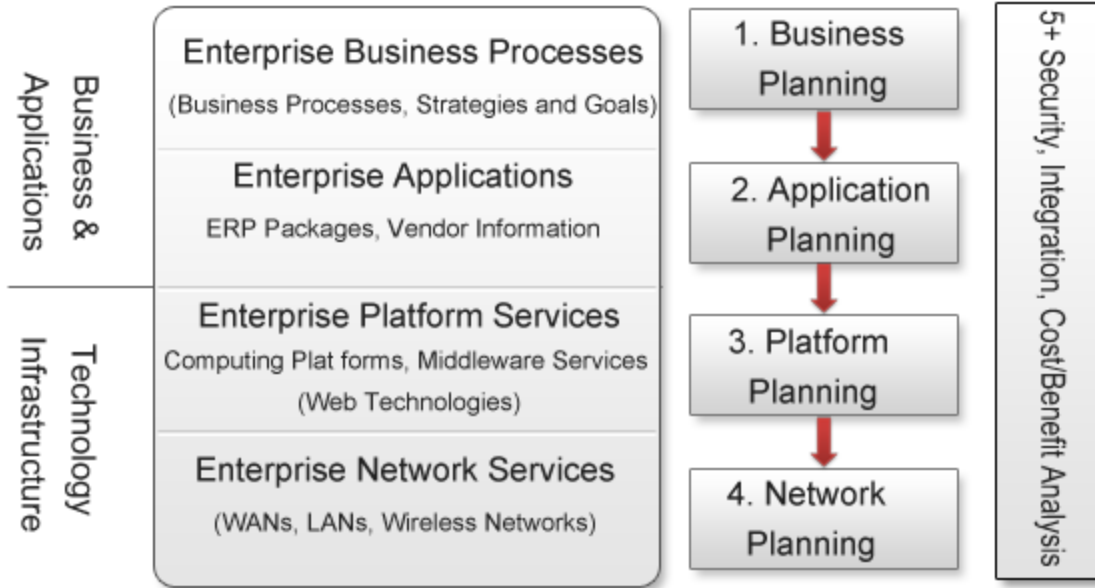 Business &
Applications
Technology
Infrastructure
Enterprise Business Processes
(Business Processes, Strategies and Goals)
Enterprise Applications
ERP Packages, Vendor Information
Enterprise Platform Services
Computing Plat forms, Middleware Services
(Web Technologies)
Enterprise Network Services
(WANs, LANs, Wireless Networks)
1. Business
Planning
2. Application
Planning
3. Platform
Planning
4. Network
Planning
5+ Security, Integration, Cost/Benefit Analysis